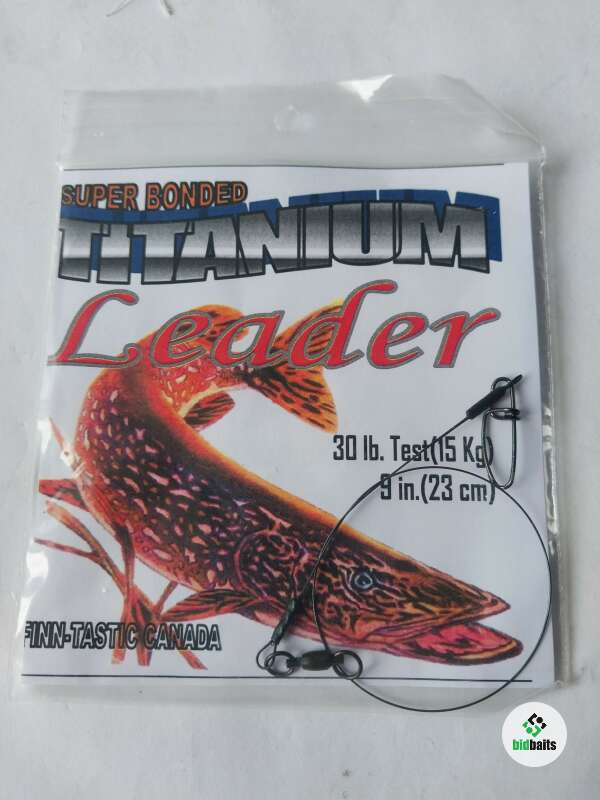 SUPER BONDED
TITANIUM
Leader
30 lb. Test(15 Kg)
9 in.(23 cm)
FINN-TASTIC CANADA
bidbaits